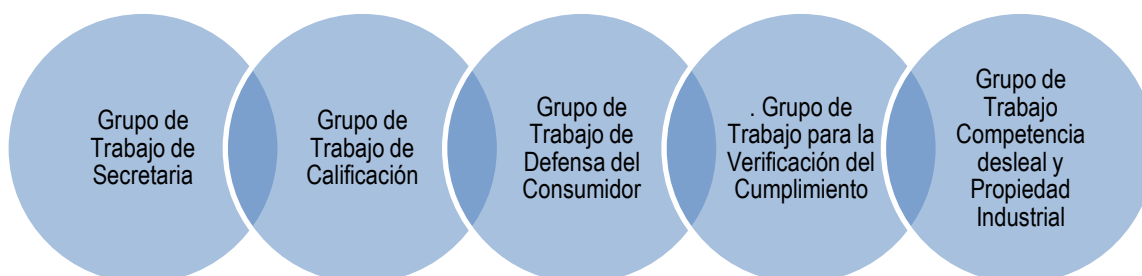 Grupo de
Trabajo de
Secretaria
Grupo de
Trabajo de
Calificación
Grupo de
Trabajo de
Defensa del
Consumidor
. Grupo de
Trabajo para la
Verificación del
Cumplimiento
Grupo de
Trabajo
Competencia
desleal y
Propiedad
Industrial